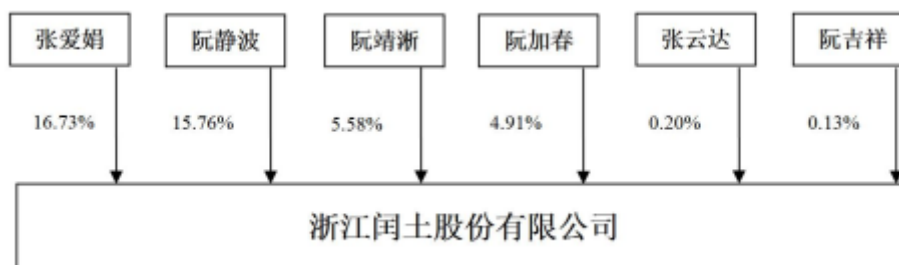 张爱娟 阮静波 阮靖淅 阮加春 张云达 阮吉祥
16.73% 15.76% 5.58% 4.91% 0.20% 0.13%
浙江闰土股份有限公司